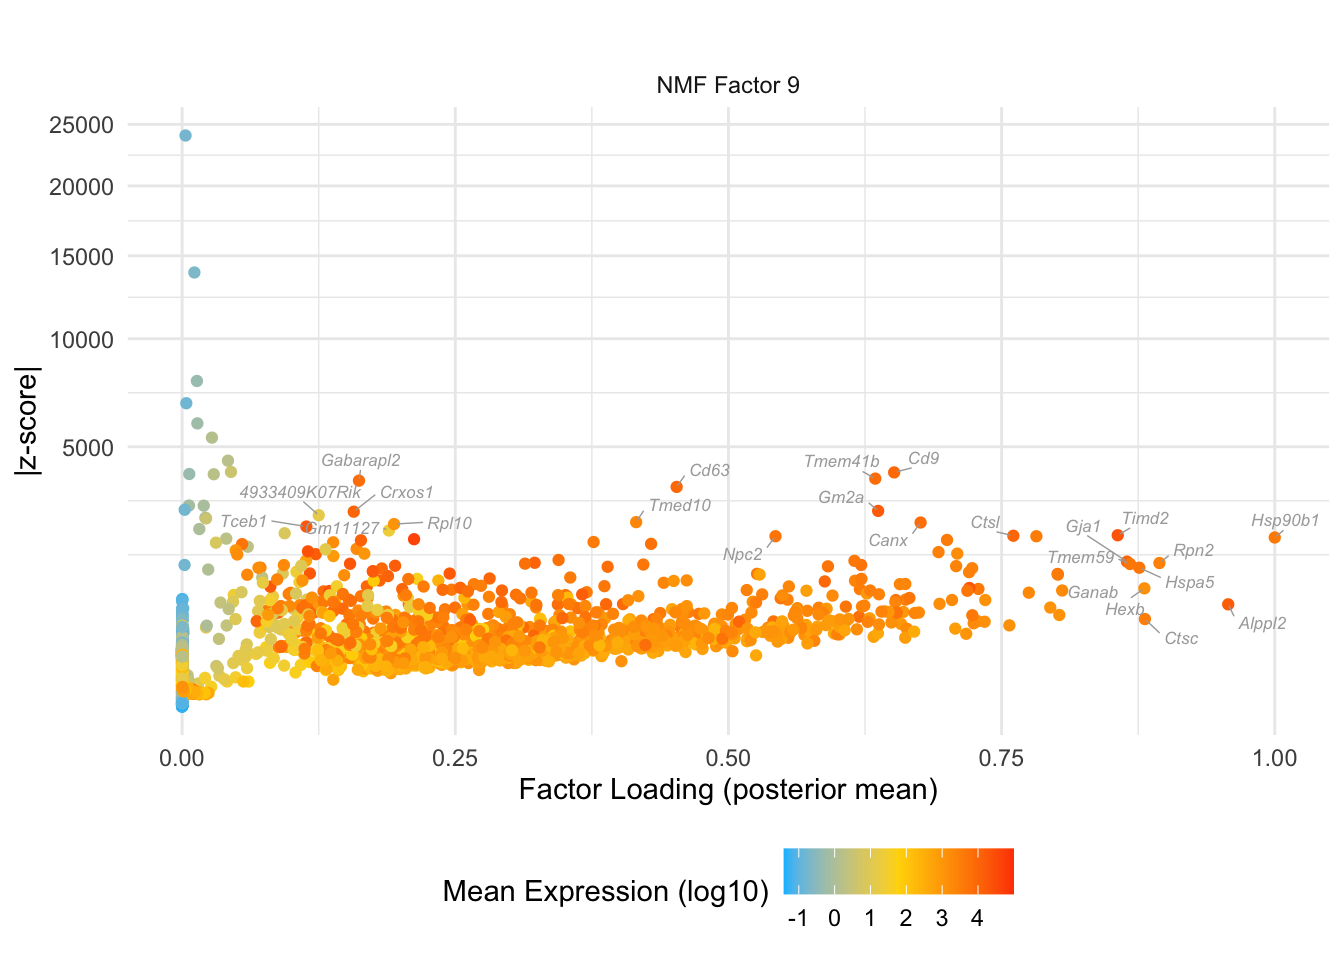 NMF Factor 9
25000
20000
15000
10000
5000
|z-score|
Gabarapl2
4933409K07Rik
Crxos1
Tceb1
Gm11127
Rpl10
Cd63
Tmed10
Tmem41b
Cd9
Gm2a
Canx
Npc2
Ctsl
Gja1
Timd2
Hsp90b1
Tmem59
Rpn2
Hspa5
Ganab
Hexb
Ctsc
Alppl2
0.00 0.25 0.50 0.75 1.00
Factor Loading (posterior mean)
Mean Expression (log10)
-1 0 1 2 3 4